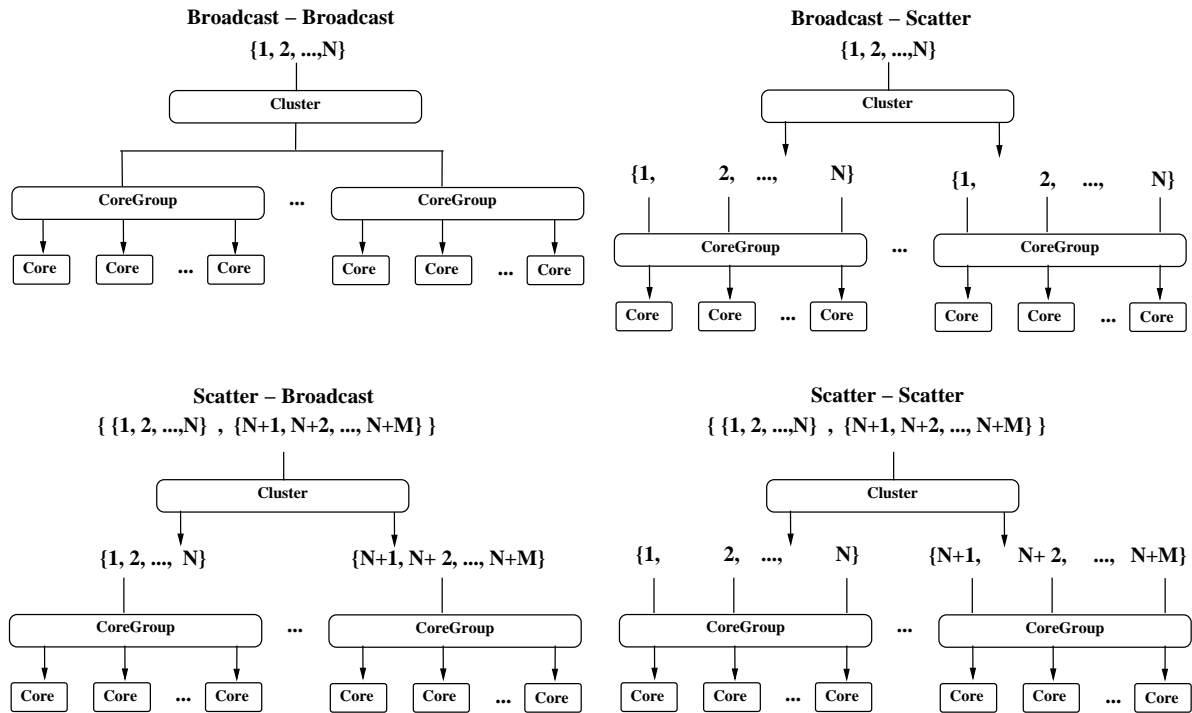 Broadcast – Broadcast
{1, 2, ...,N}
Cluster
CoreGroup ... CoreGroup
Core Core ... Core Core Core ... Core
Broadcast – Scatter
{1, 2, ...,N}
Cluster
{1, 2, ..., N} {1, 2, ..., N}
CoreGroup ... CoreGroup
Core Core ... Core Core Core ... Core
Scatter – Broadcast
{ {1, 2, ...,N} , {N+1, N+2, ..., N+M} }
Cluster
{1, 2, ..., N} {N+1, N+ 2, ..., N+M}
CoreGroup ... CoreGroup
Core Core ... Core Core Core ... Core
Scatter – Scatter
{ {1, 2, ...,N} , {N+1, N+2, ..., N+M} }
Cluster
{1, 2, ..., N} {N+1, N+ 2, ..., N+M}
CoreGroup ... CoreGroup
Core Core ... Core Core Core ... Core